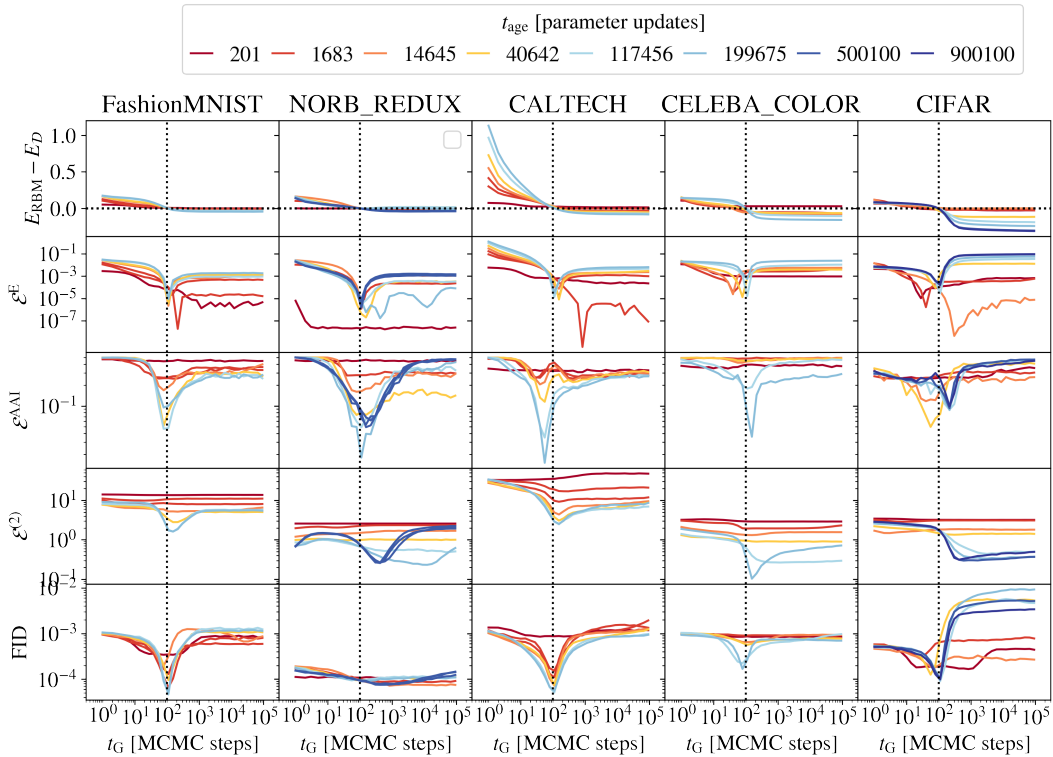 t_age [parameter updates]
201 1683 14645 40642 117456 199675 500100 900100
FashionMNIST NORB_REDUX CALTECH CELEBA_COLOR CIFAR
E_RBM − E_D
1.0
0.5
0.0
ℰ^E
10^−1
10^−3
10^−5
10^−7
ℰ^AAI
10^−1
ℰ^(2)
10^1
10^0
10^−1
FID
10^−2
10^−3
10^−4
10^0 10^1 10^2 10^3 10^4 10^5 10^0 10^1 10^2 10^3 10^4 10^5 10^0 10^1 10^2 10^3 10^4 10^5 10^0 10^1 10^2 10^3 10^4 10^5 10^0 10^1 10^2 10^3 10^4 10^5
t_G [MCMC steps] t_G [MCMC steps] t_G [MCMC steps] t_G [MCMC steps] t_G [MCMC steps]